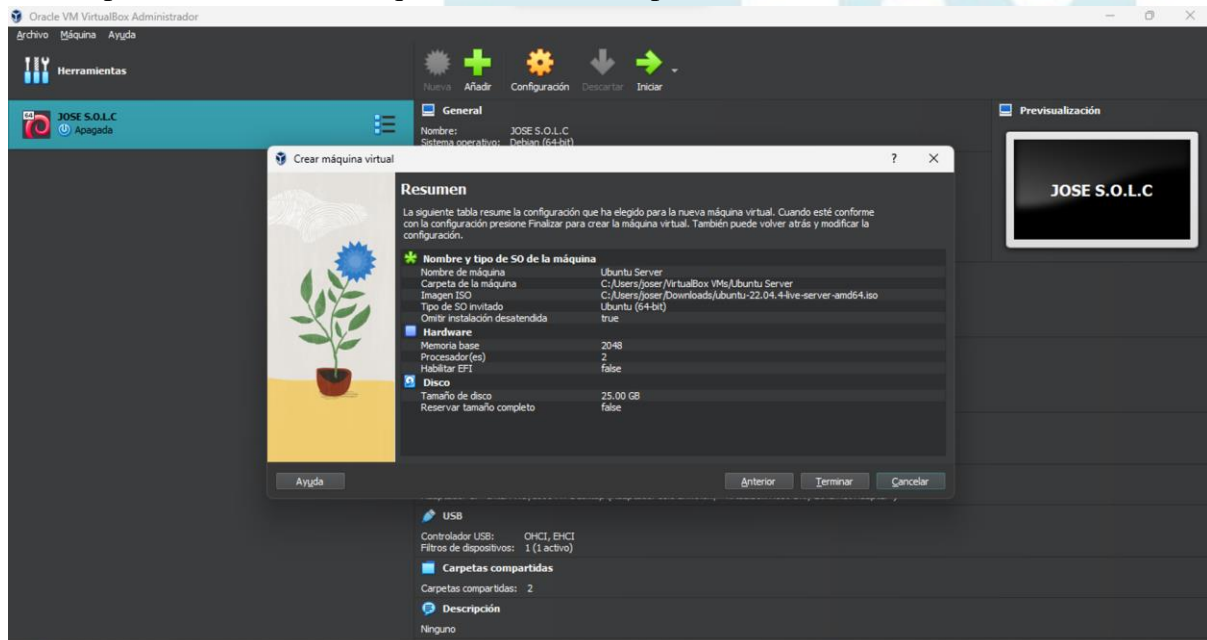 Oracle VM VirtualBox Administrador
Archivo Máquina Ayuda
Herramientas
Nueva Añadir Configuración Descartar Iniciar
JOSE S.O.L.C
Apagada
General
Nombre: JOSE S.O.L.C
Sistema operativo: Debian (64-bit)
Previsualización
JOSE S.O.L.C
Crear máquina virtual
Resumen
La siguiente tabla resume la configuración que ha elegido para la nueva máquina virtual. Cuando esté conforme
con la configuración presione Finalizar para crear la máquina virtual. También puede volver atrás y modificar la
configuración.
Nombre y tipo de SO de la máquina
Nombre de máquina Ubuntu Server
Carpeta de la máquina C:/Users/joser/VirtualBox VMs/Ubuntu Server
Imagen ISO C:/Users/joser/Downloads/ubuntu-22.04.4-live-server-amd64.iso
Tipo de SO invitado Ubuntu (64-bit)
Omitir instalación desatendida true
Hardware
Memoria base 2048
Procesador(es) 2
Habilitar EFI false
Disco
Tamaño de disco 25.00 GB
Reservar tamaño completo false
Ayuda Anterior Terminar Cancelar
USB
Controlador USB: OHCI, EHCI
Filtros de dispositivos: 1 (1 activo)
Carpetas compartidas
Carpetas compartidas: 2
Descripción
Ninguno